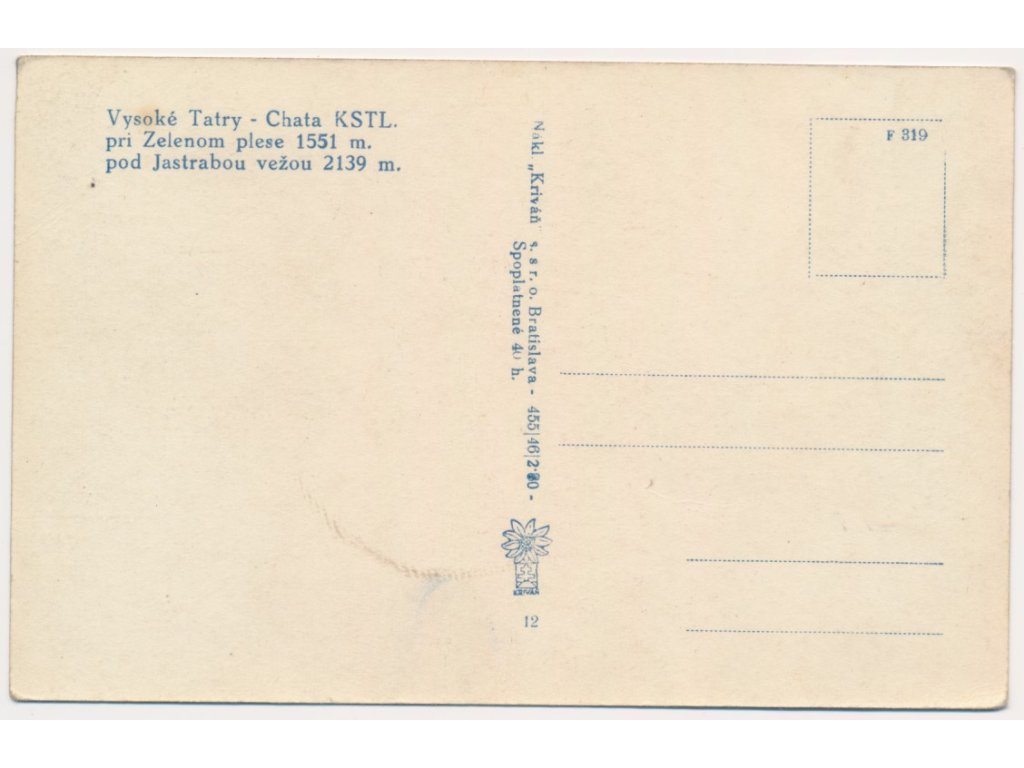 Vysoké Tatry - Chata KSTL.
pri Zelenom plese 1551 m.
pod Jastrabou vežou 2139 m.
Nákl „Kriváň s. s r. o. Bratislava - 455|46|2·80 -
Spoplatnené 40 h.
12
F 319